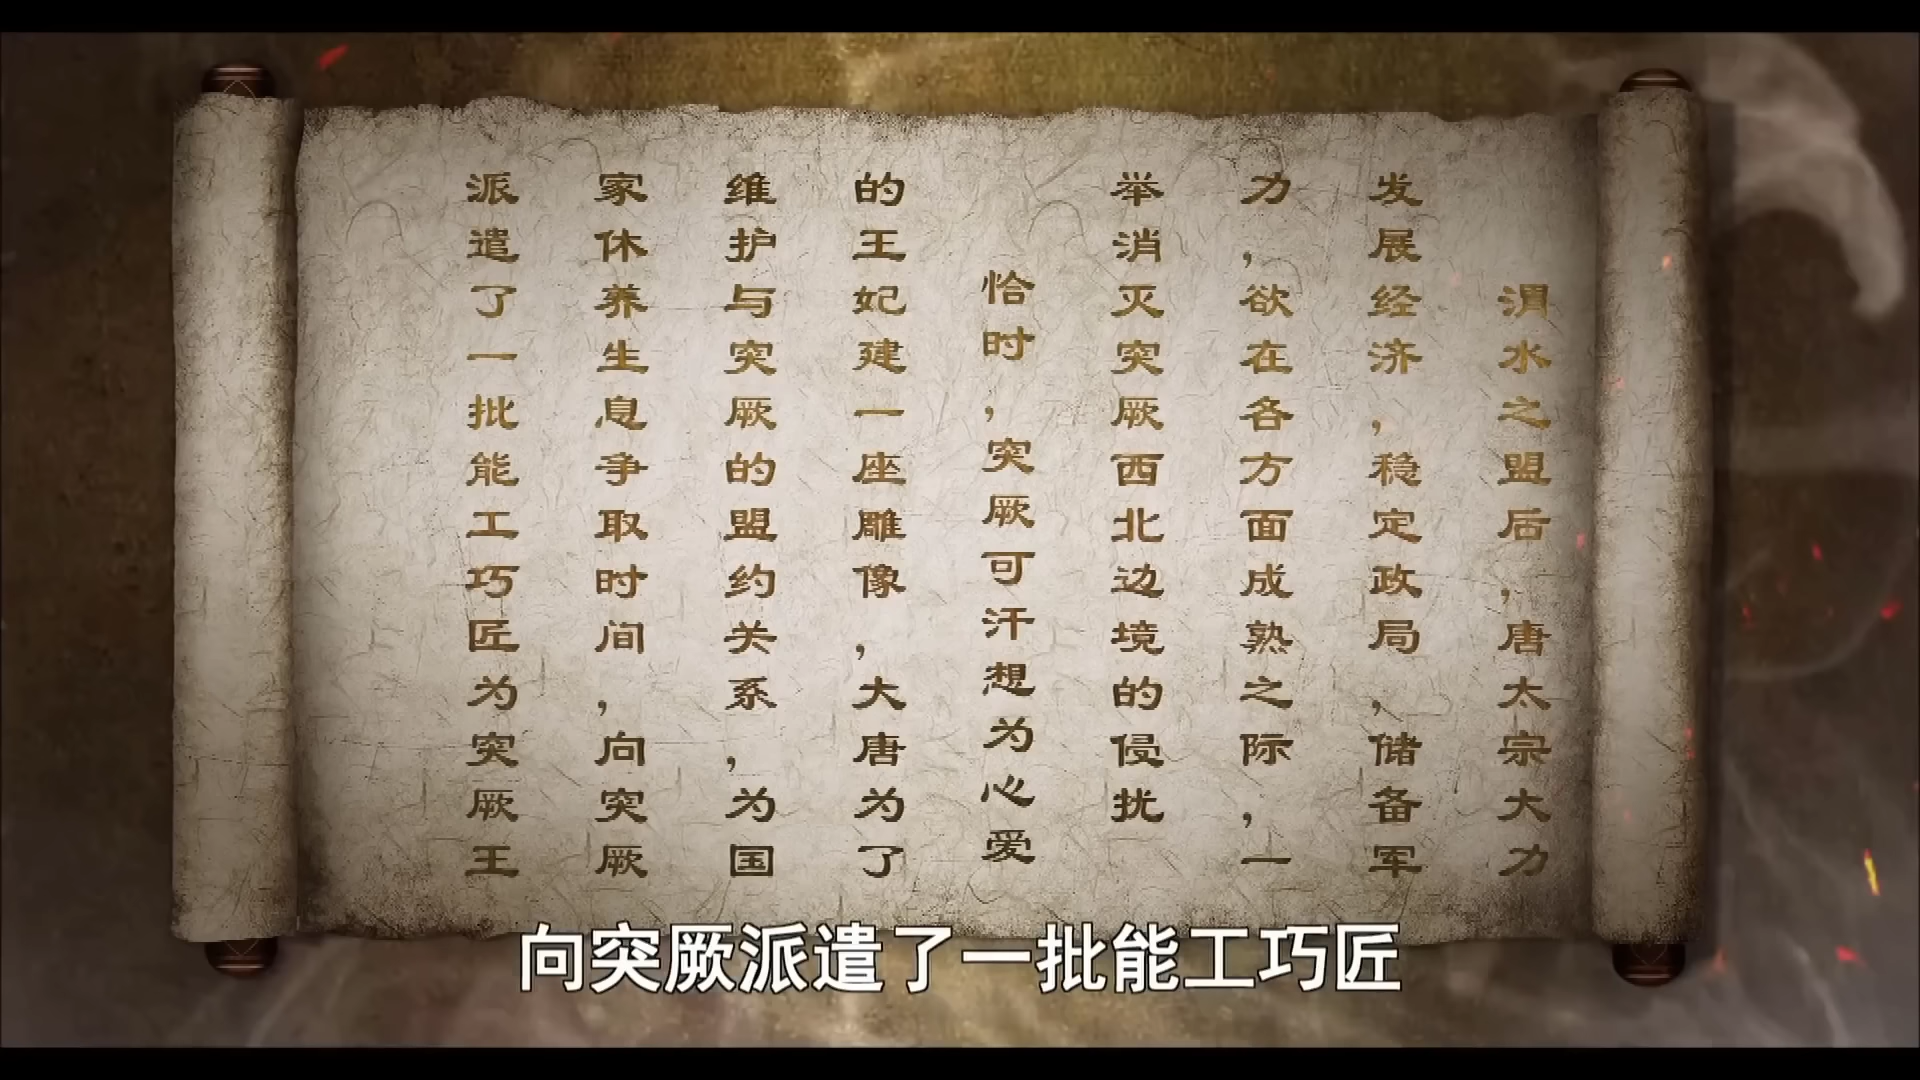 渭水之盟后,唐太宗大力
发展经济,稳定政局,储备军
力,欲在各方面成熟之际,一
举消灭突厥西北边境的侵扰
恰时,突厥可汗想为心爱
的王妃建一座雕像,大唐为了
维护与突厥的盟约关系,为国
家休养生息争取时间,向突厥
派遣了一批能工巧匠为突厥王
向突厥派遣了一批能工巧匠